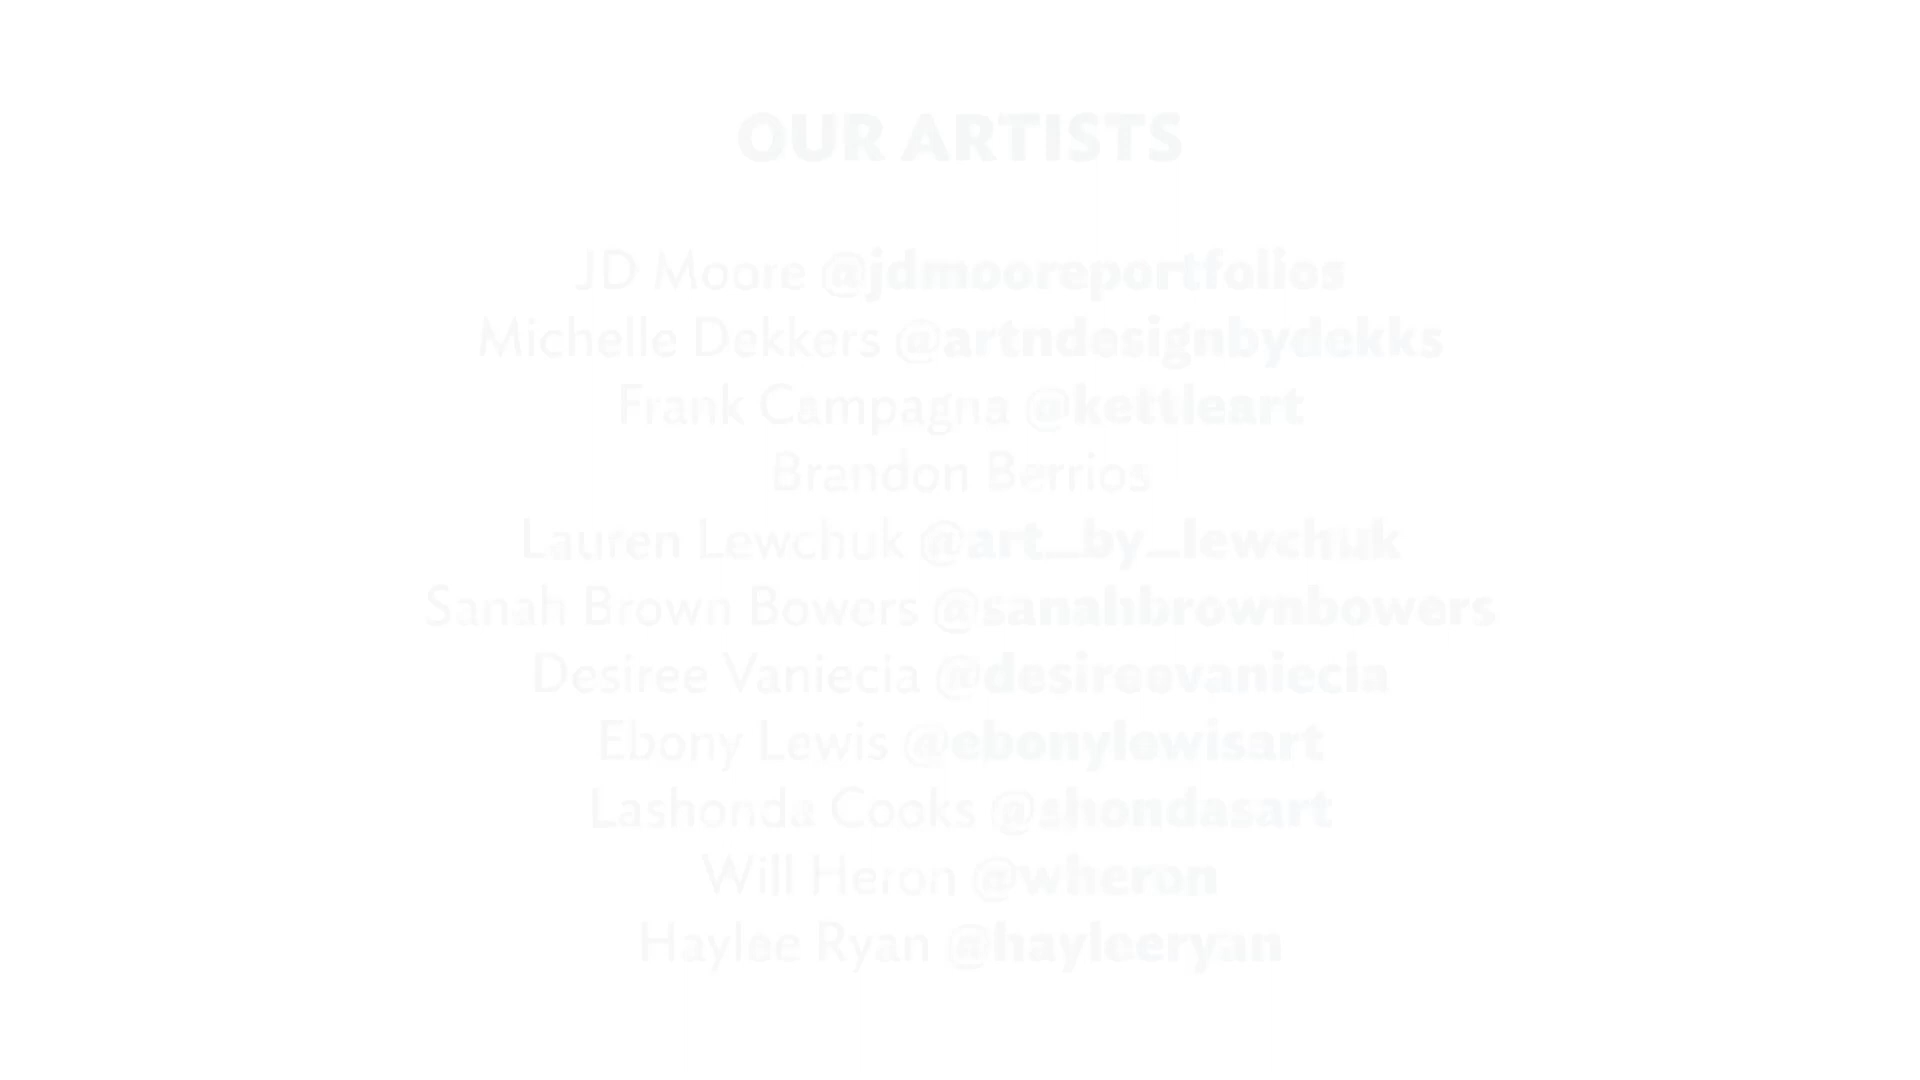 OUR ARTISTS
JD Moore @jdmooreportfolios
Michelle Dekkers @artndesignbydekks
Frank Campagna @kettleart
Brandon Berrios
Lauren Lewchuk @art_by_lewchuk
Sanah Brown Bowers @sanahbrownbowers
Desiree Vaniecia @desireevaniecia
Ebony Lewis @ebonylewisart
Lashonda Cooks @shondasart
Will Heron @wheron
Haylee Ryan @hayleeryan